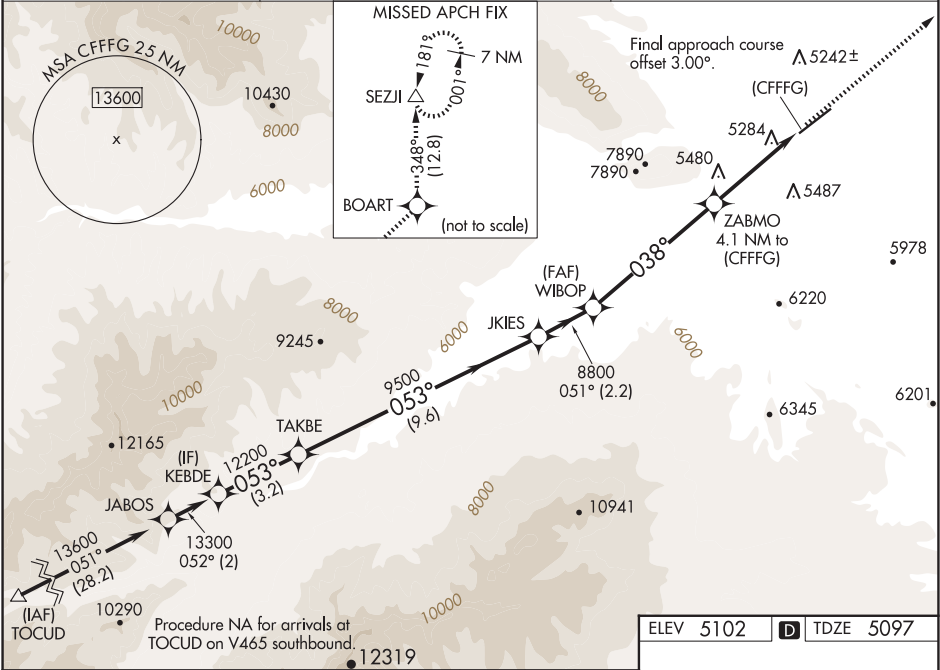 10000
MSA CFFFG 25 NM
13600
x
10430
8000
6000
MISSED APCH FIX
181°
7 NM
SEZJI
001°
348°
(12.8)
BOART
(not to scale)
Final approach course
offset 3.00°.
5242±
(CFFFG)
8000
5284
7890
7890
5480
5487
ZABMO
4.1 NM to
(CFFFG)
038°
5978
(FAF)
WIBOP
6220
JKIES
8000
6000
6000
9245
8800
051° (2.2)
9500
053°
(9.6)
10000
6201
6345
TAKBE
12165
(IF)
KEBDE
12200
053°
(3.2)
JABOS
8000
10941
13300
052° (2)
13600
051°
(28.2)
(IAF)
TOCUD
10290
10000
Procedure NA for arrivals at
TOCUD on V465 southbound.
12319
ELEV 5102 D TDZE 5097